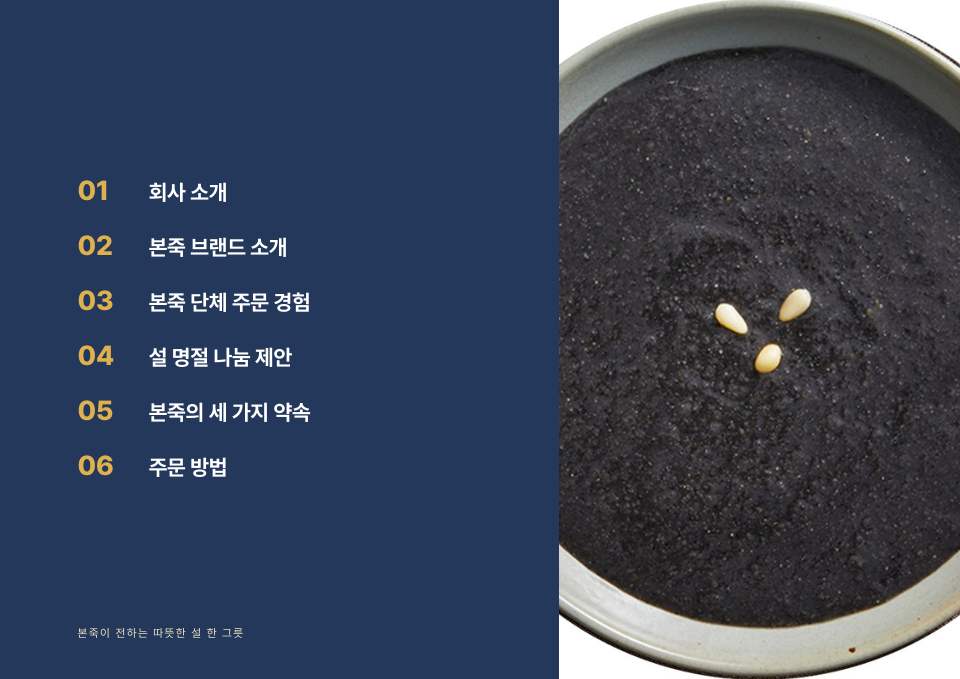 01 회사 소개
02 본죽 브랜드 소개
03 본죽 단체 주문 경험
04 설 명절 나눔 제안
05 본죽의 세 가지 약속
06 주문 방법
본죽이 전하는 따뜻한 설 한 그릇